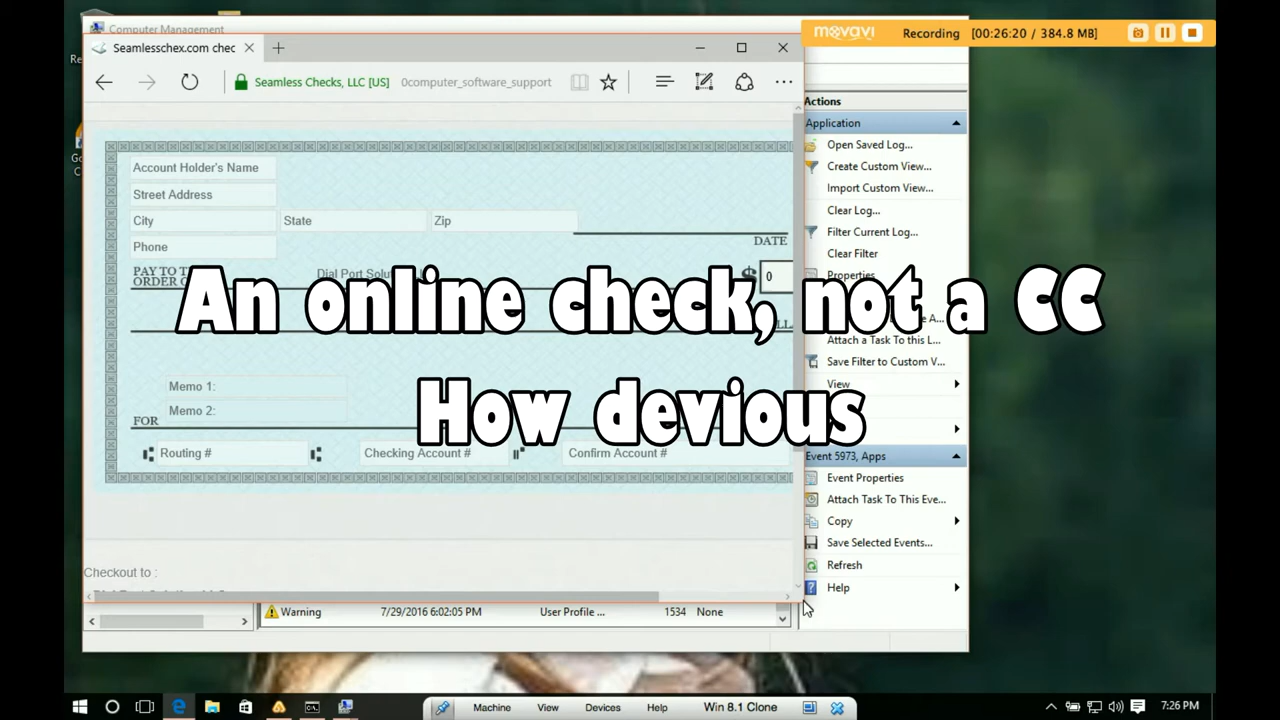 Computer Management
movavi
Recording [00:26:20 / 384.8 MB]
Seamlesschex.com chec
Seamless Checks, LLC [US] 0computer_software_support
Actions
Application
Open Saved Log...
Create Custom View...
Import Custom View...
Clear Log...
Filter Current Log...
Clear Filter
Properties
Attach a Task To this L...
Save Filter to Custom V...
View
Event 5973, Apps
Event Properties
Attach Task To This Eve...
Copy
Save Selected Events...
Refresh
Help
Account Holder's Name
Street Address
City State Zip
Phone
DATE
PAY TO T
ORDER O
Dial Port Solu
$ 0
An online check, not a CC
How devious
Memo 1:
Memo 2:
FOR
Routing # Checking Account # Confirm Account #
Checkout to :
Warning 7/29/2016 6:02:05 PM User Profile ... 1534 None
Machine View Devices Help Win 8.1 Clone
7:26 PM